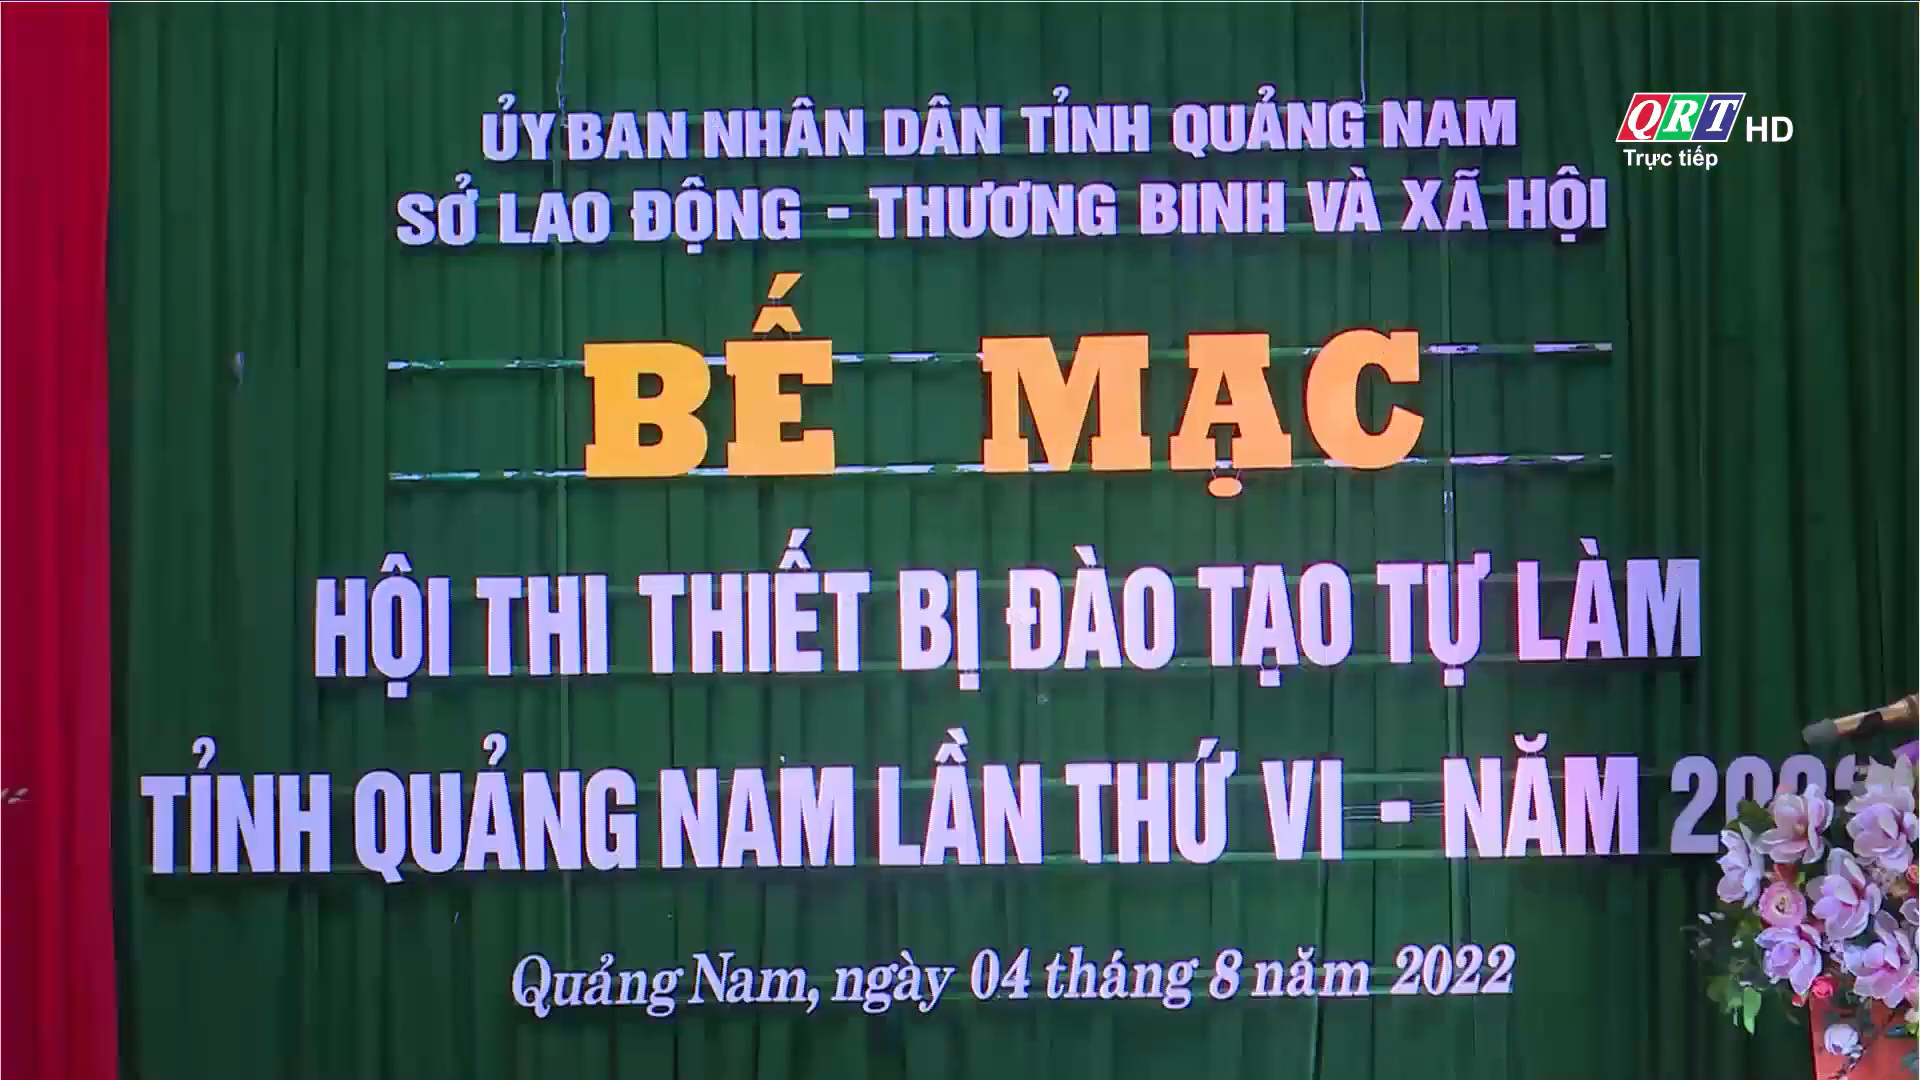 QRT HD
Trực tiếp
ỦY BAN NHÂN DÂN TỈNH QUẢNG NAM
SỞ LAO ĐỘNG - THƯƠNG BINH VÀ XÃ HỘI
BẾ MẠC
HỘI THI THIẾT BỊ ĐÀO TẠO TỰ LÀM
TỈNH QUẢNG NAM LẦN THỨ VI - NĂM
Quảng Nam, ngày 04 tháng 8 năm 2022